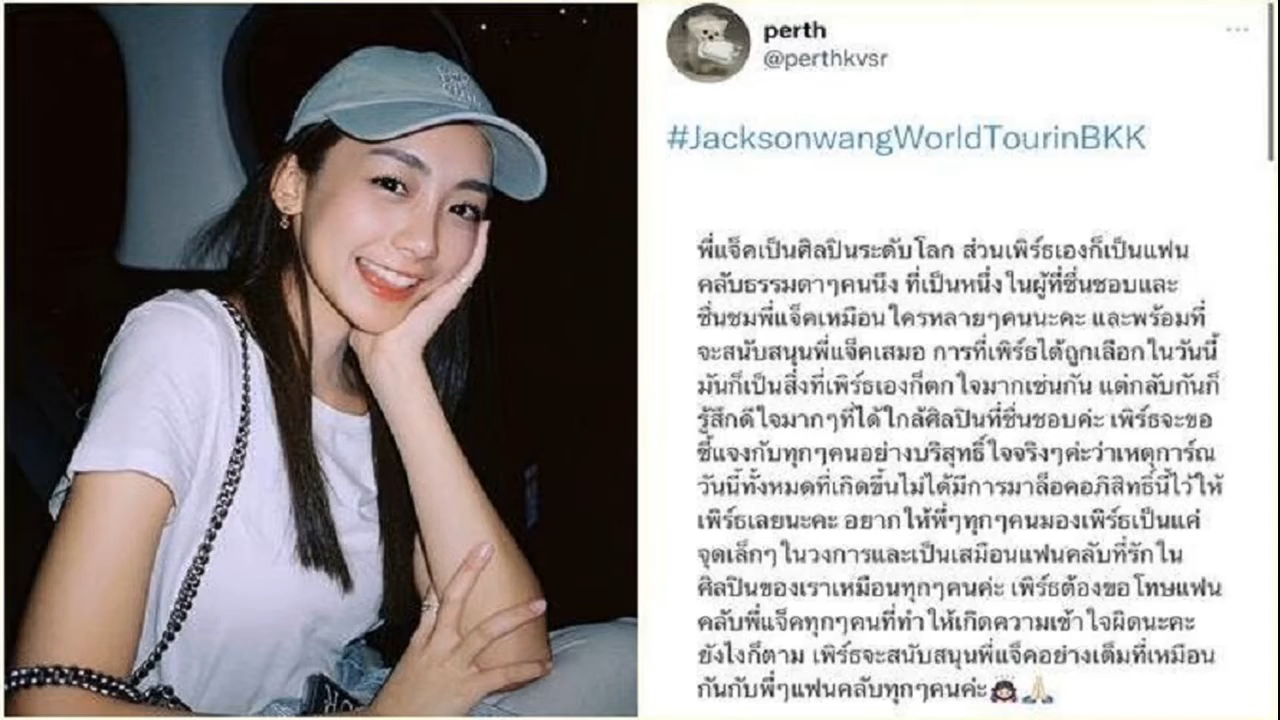 perth
@perthkvsr
#JacksonwangWorldTourinBKK
พี่แจ็คเป็นศิลปินระดับโลก ส่วนเพิร์ธเองก็เป็นแฟน
คลับธรรมดาๆคนนึง ที่เป็นหนึ่งในผู้ที่ชื่นชอบและ
ชื่นชมพี่แจ็คเหมือนใครหลายๆคนนะคะ และพร้อมที่
จะสนับสนุนพี่แจ็คเสมอ การที่เพิร์ธได้ถูกเลือกในวันนี้
มันก็เป็นสิ่งที่เพิร์ธเองก็ตกใจมากเช่นกัน แต่กลับกันก็
รู้สึกดีใจมากๆที่ได้ใกล้ศิลปินที่ชื่นชอบค่ะ เพิร์ธจะขอ
ชี้แจงกับทุกๆคนอย่างบริสุทธิ์ใจจริงๆค่ะว่าเหตุการ์ณ
วันนี้ทั้งหมดที่เกิดขึ้นไม่ได้มีการมาล็อคอภิสิทธิ์นี้ไว้ให้
เพิร์ธเลยนะคะ อยากให้พี่ๆทุกๆคนมองเพิร์ธเป็นแค่
จุดเล็กๆในวงการและเป็นเสมือนแฟนคลับที่รักใน
ศิลปินของเราเหมือนทุกๆคนค่ะ เพิร์ธต้องขอโทษแฟน
คลับพี่แจ็คทุกๆคนที่ทำให้เกิดความเข้าใจผิดนะคะ
ยังไงก็ตาม เพิร์ธจะสนับสนุนพี่แจ็คอย่างเต็มที่เหมือน
กันกับพี่ๆแฟนคลับทุกๆคนค่ะ🙇🏻‍♀️🙏🏻